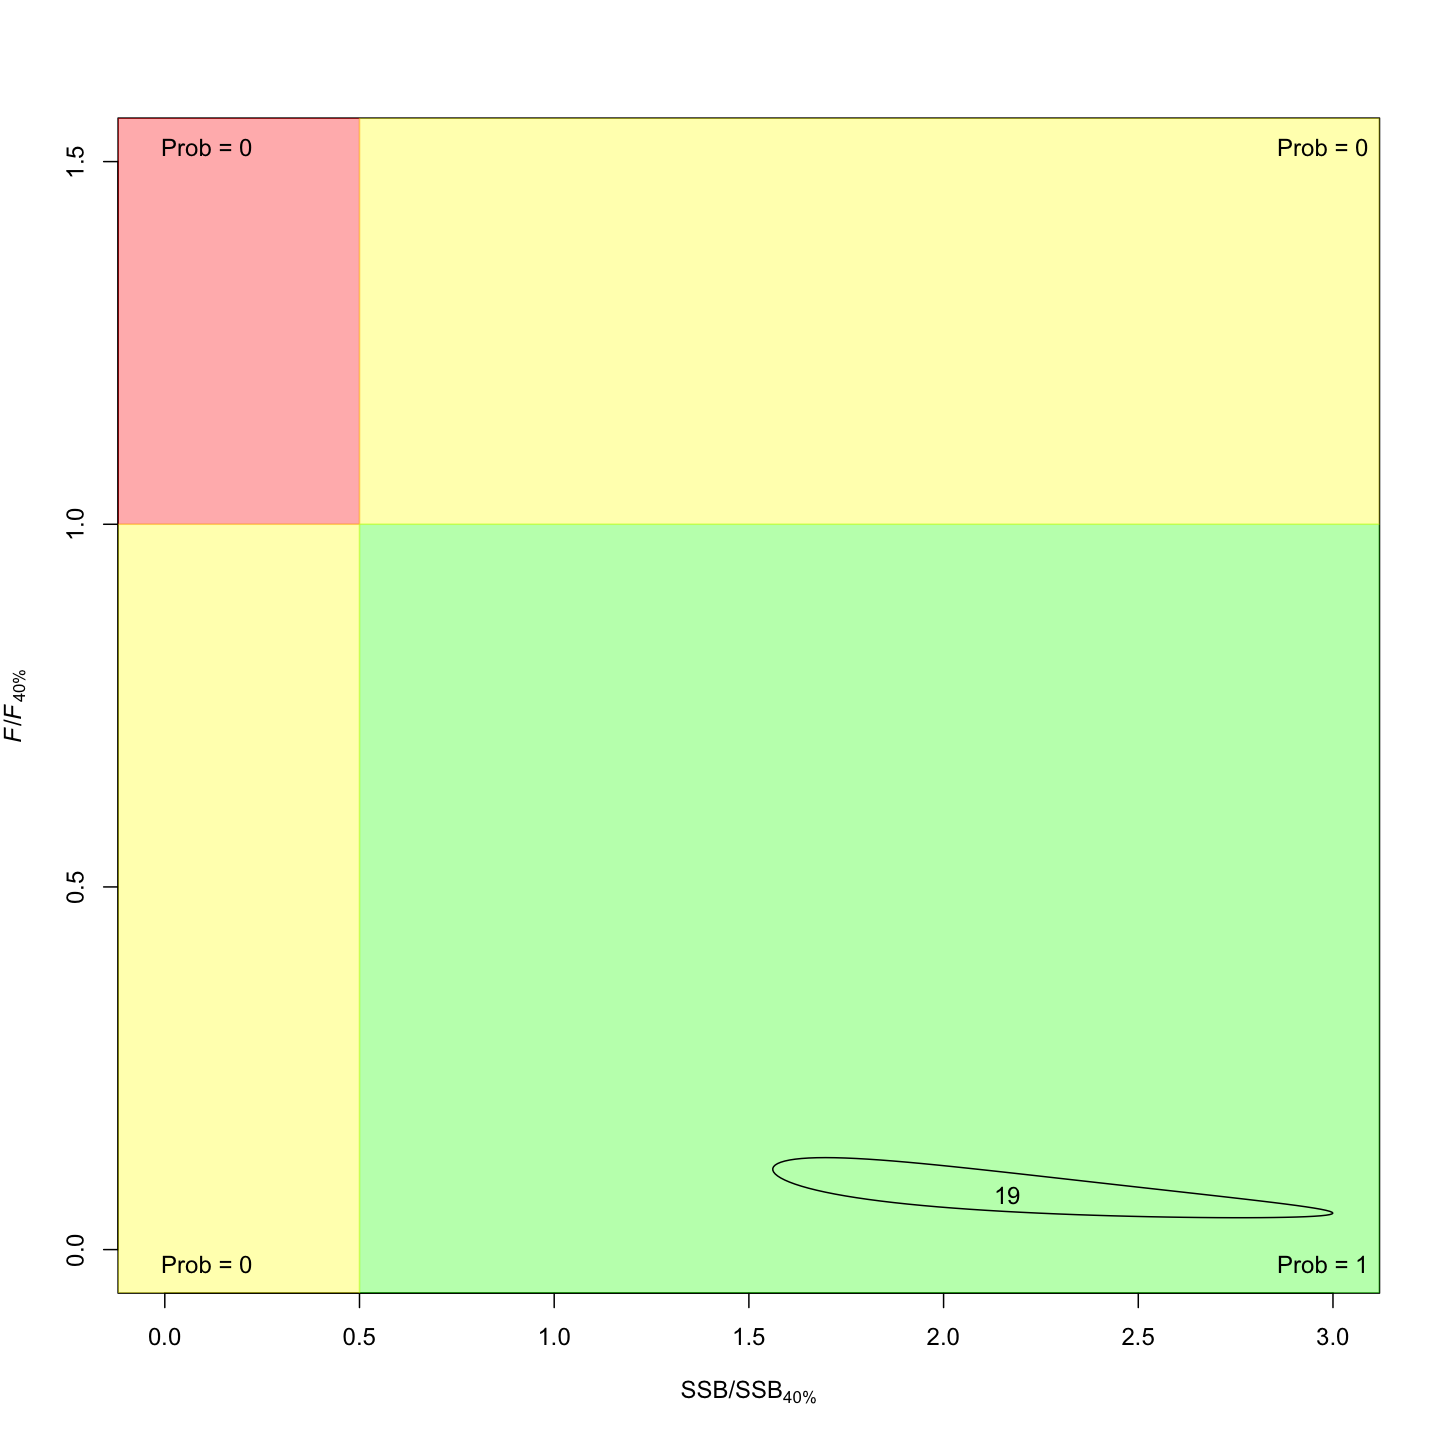 Prob = 0
Prob = 0
1.5
1.0
F/F40%
0.5
19
0.0
Prob = 0
Prob = 1
0.0 0.5 1.0 1.5 2.0 2.5 3.0
SSB/SSB40%